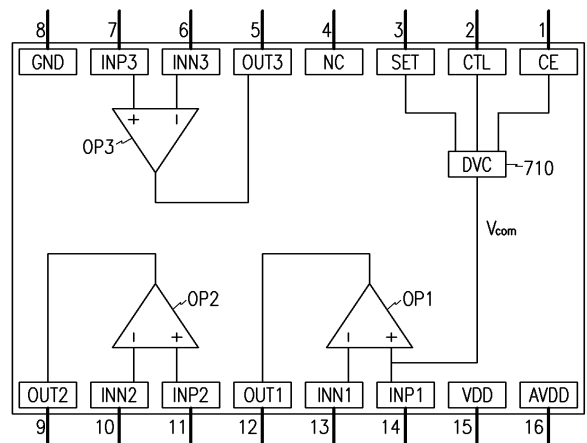 8 7 6 5 4 3 2 1
GND INP3 INN3 OUT3 NC SET CTL CE
+ −
OP3
DVC 710
Vcom
OP2 OP1
− + − +
OUT2 INN2 INP2 OUT1 INN1 INP1 VDD AVDD
9 10 11 12 13 14 15 16